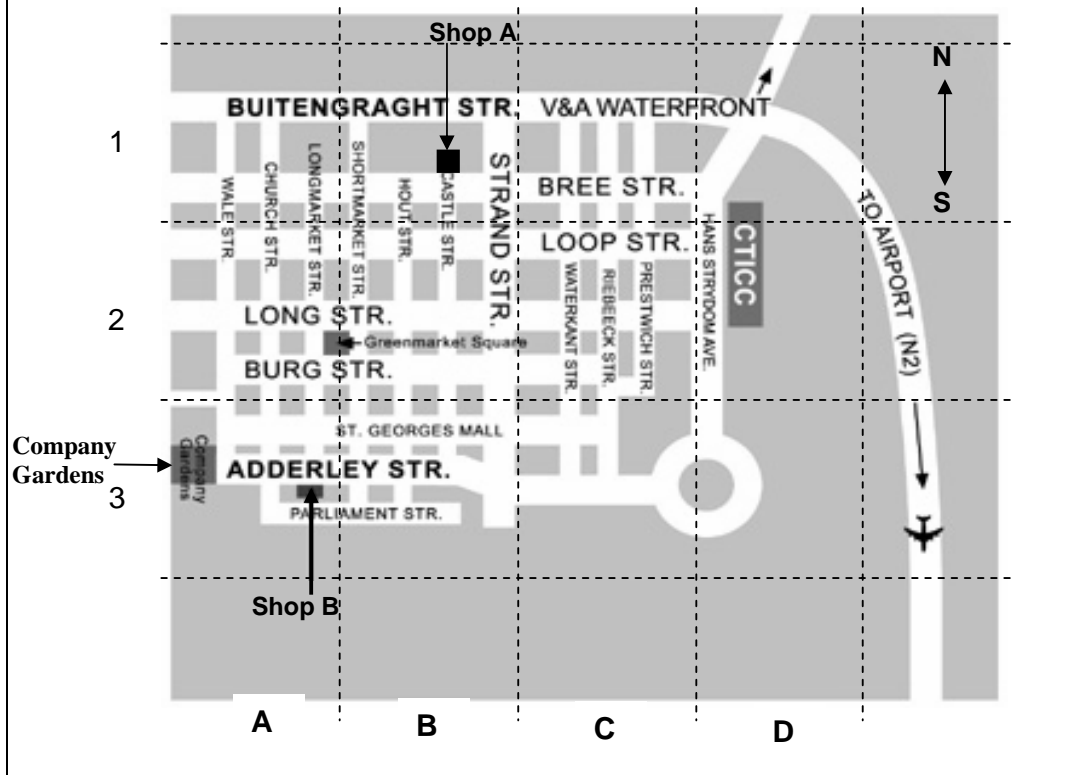 Shop A
N
BUITENGRAGHT STR.
V&A WATERFRONT
1
WALE STR.
CHURCH STR.
LONGMARKET STR.
SHORTMARKET STR.
HOUT STR.
CASTLE STR.
STRAND STR.
BREE STR.
S
TO AIRPORT (N2)
LOOP STR.
HANS STRYDOM AVE.
CTICC
WATERKANT STR.
RIEBEECK STR.
PRESTWICH STR.
2
LONG STR.
Greenmarket Square
BURG STR.
ST. GEORGES MALL
Company
Gardens
Company
Gardens
ADDERLEY STR.
3
PARLIAMENT STR.
Shop B
A
B
C
D